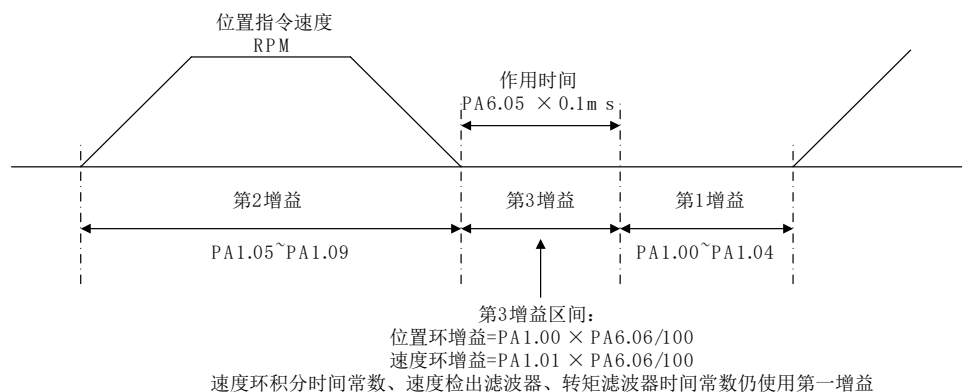 位置指令速度
RPM
作用时间
PA6.05 × 0.1ms
第2增益
第3增益
第1增益
PA1.05~PA1.09
PA1.00~PA1.04
第3增益区间：
位置环增益=PA1.00 × PA6.06/100
速度环增益=PA1.01 × PA6.06/100
速度环积分时间常数、速度检出滤波器、转矩滤波器时间常数仍使用第一增益